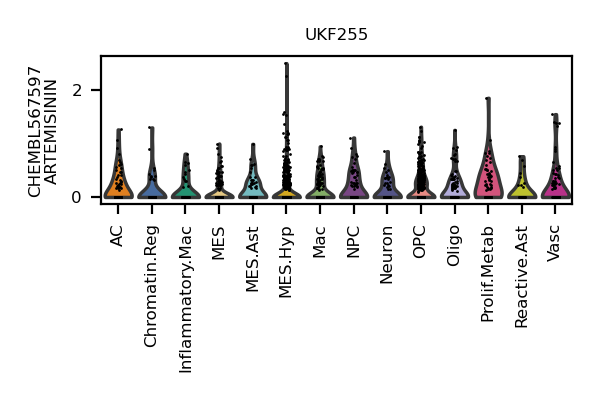 UKF255
CHEMBL567597
ARTEMISININ
2
0
AC
Chromatin.Reg
Inflammatory.Mac
MES
MES.Ast
MES.Hyp
Mac
NPC
Neuron
OPC
Oligo
Prolif.Metab
Reactive.Ast
Vasc